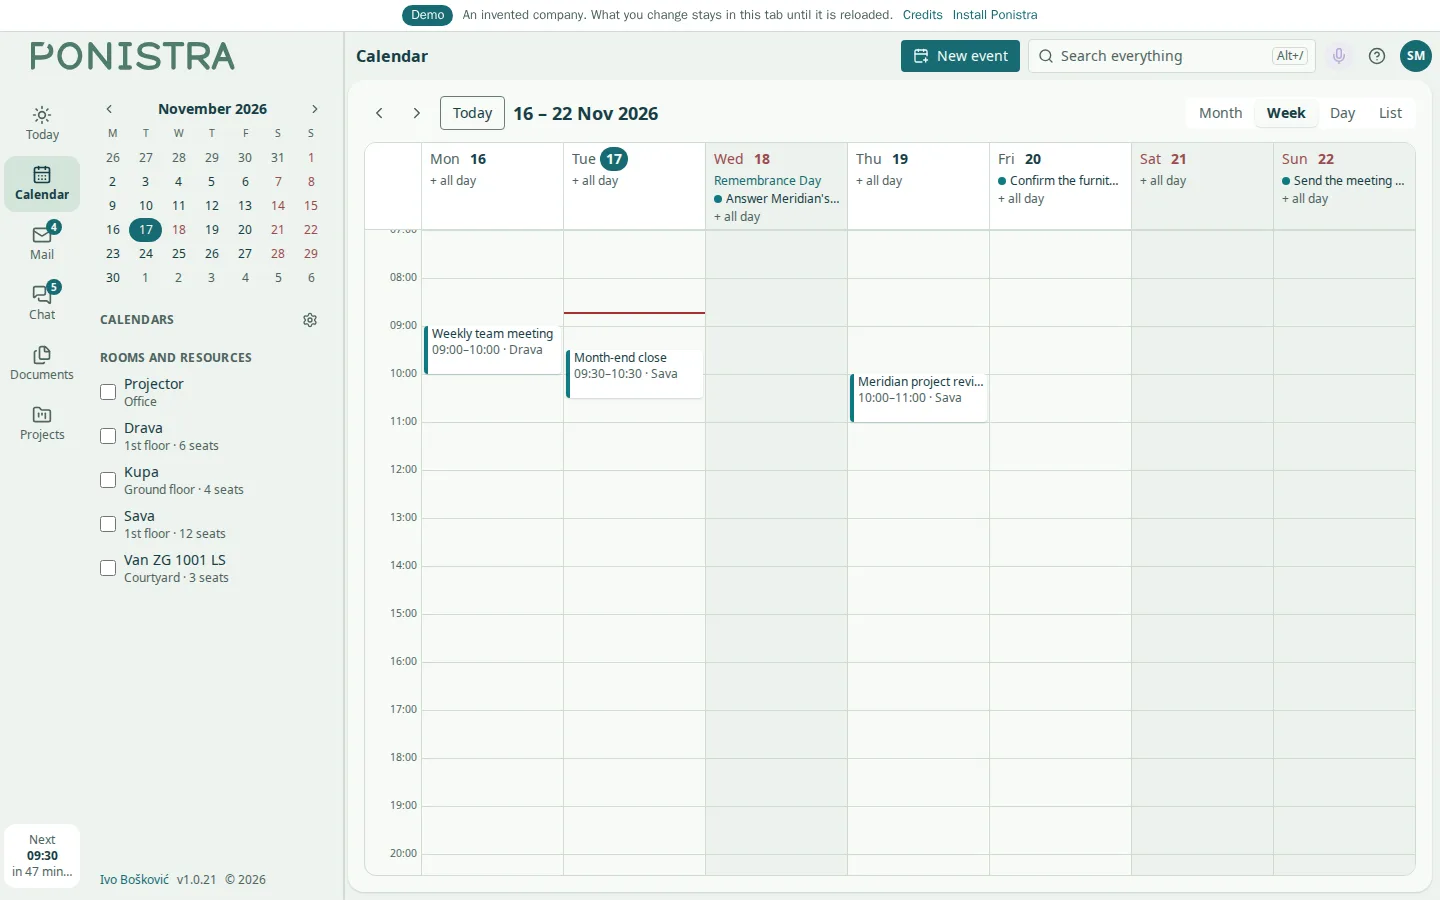 Demo An invented company. What you change stays in this tab until it is reloaded. Credits Install Ponistra
PONISTRA
Calendar
New event
Search everything Alt+/
SM
Today
Calendar
4
Mail
5
Chat
Documents
Projects
Next
09:30
in 47 min...
November 2026
M T W T F S S
26 27 28 29 30 31 1
2 3 4 5 6 7 8
9 10 11 12 13 14 15
16 17 18 19 20 21 22
23 24 25 26 27 28 29
30 1 2 3 4 5 6
CALENDARS
ROOMS AND RESOURCES
Projector
Office
Drava
1st floor · 6 seats
Kupa
Ground floor · 4 seats
Sava
1st floor · 12 seats
Van ZG 1001 LS
Courtyard · 3 seats
Ivo Bošković v1.0.21 © 2026
Today 16 – 22 Nov 2026
Month Week Day List
Mon 16
+ all day
Tue 17
+ all day
Wed 18
Remembrance Day
Answer Meridian's...
+ all day
Thu 19
+ all day
Fri 20
Confirm the furnit...
+ all day
Sat 21
+ all day
Sun 22
Send the meeting ...
+ all day
07:00
08:00
09:00
10:00
11:00
12:00
13:00
14:00
15:00
16:00
17:00
18:00
19:00
20:00
Weekly team meeting
09:00–10:00 · Drava
Month-end close
09:30–10:30 · Sava
Meridian project revi...
10:00–11:00 · Sava